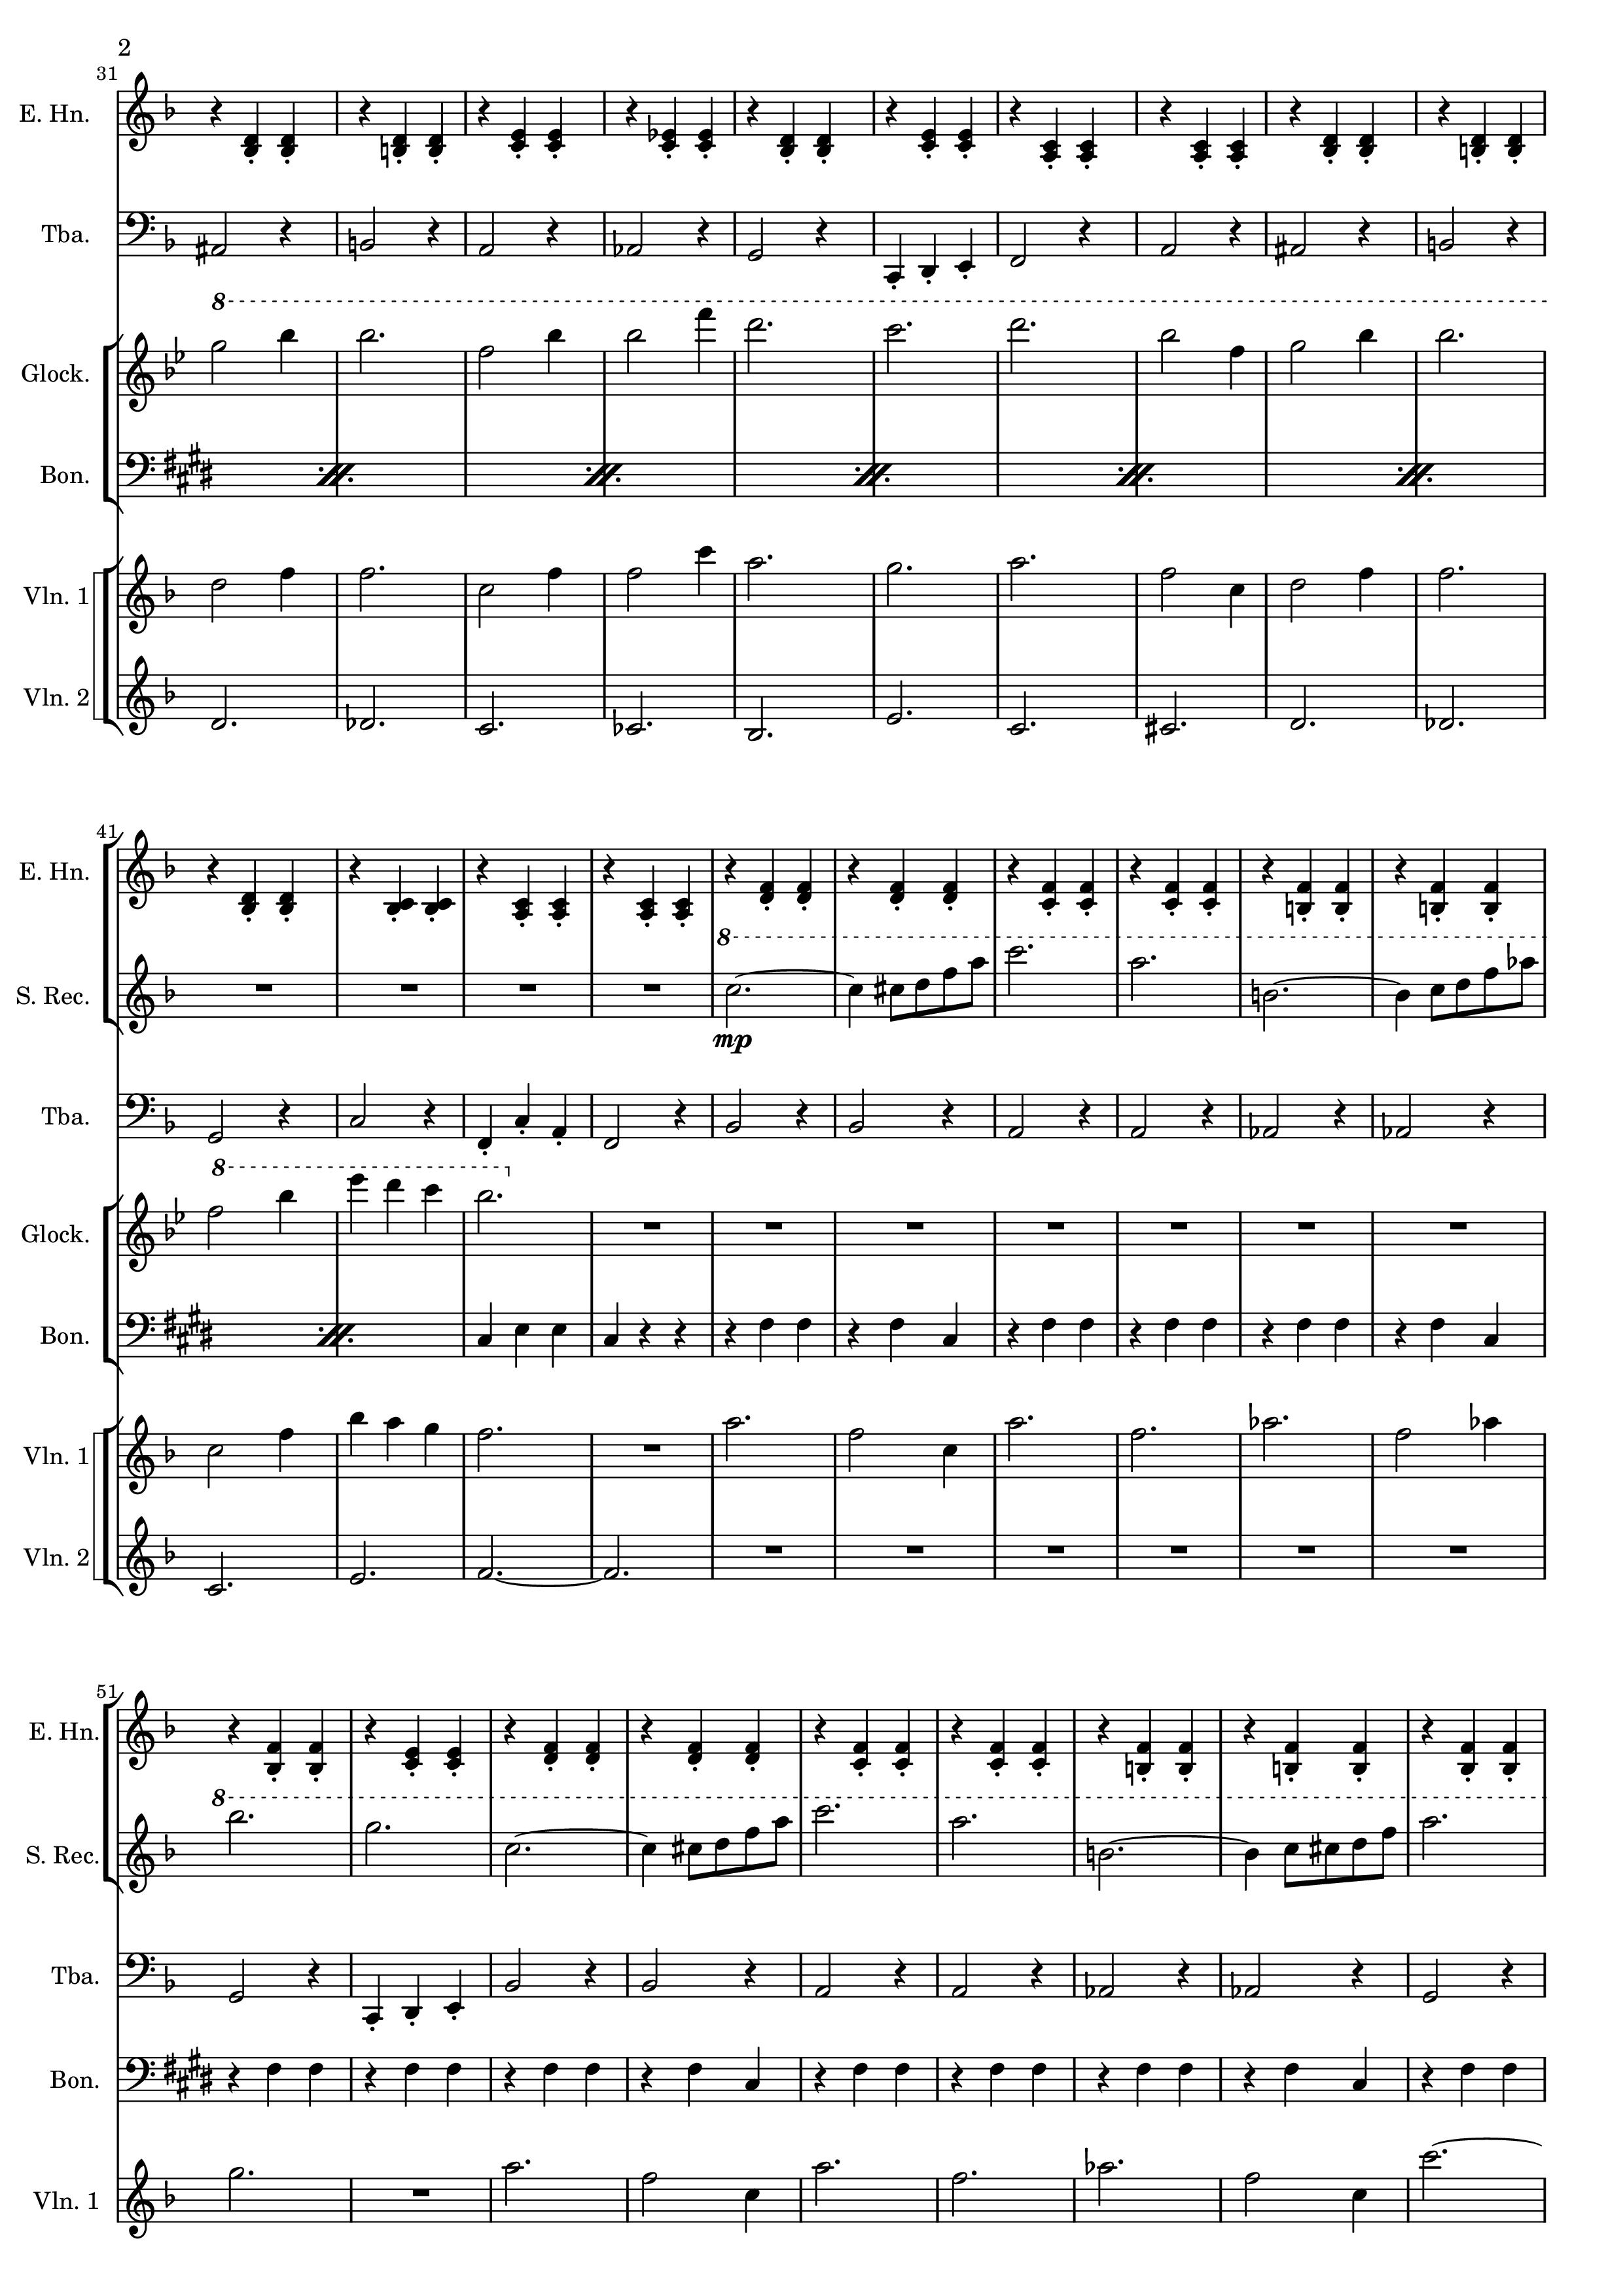 2
31
E. Hn.
Tba.
8
Glock.
Bon.
Vln. 1
Vln. 2
41
E. Hn.
8
S. Rec.
mp
Tba.
8
Glock.
Bon.
Vln. 1
Vln. 2
51
E. Hn.
8
S. Rec.
Tba.
Bon.
Vln. 1